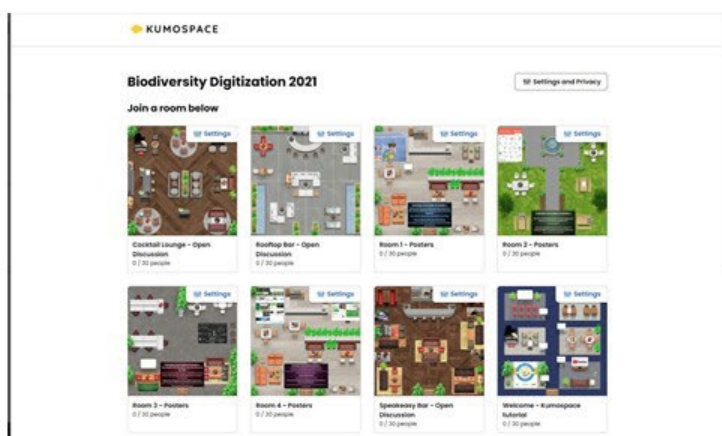 KUMOSPACE
Biodiversity Digitization 2021
Settings and Privacy
Join a room below
Settings
Settings
Settings
Settings
Cocktail Lounge - Open
Discussion
0 / 30 people
Rooftop Bar - Open
Discussion
0 / 30 people
Room 1 - Posters
0 / 30 people
Room 2 - Posters
0 / 30 people
Settings
Settings
Settings
Settings
Room 3 - Posters
0 / 30 people
Room 4 - Posters
0 / 30 people
Speakeasy Bar - Open
Discussion
0 / 30 people
Welcome - Kumospace
tutorial
0 / 30 people